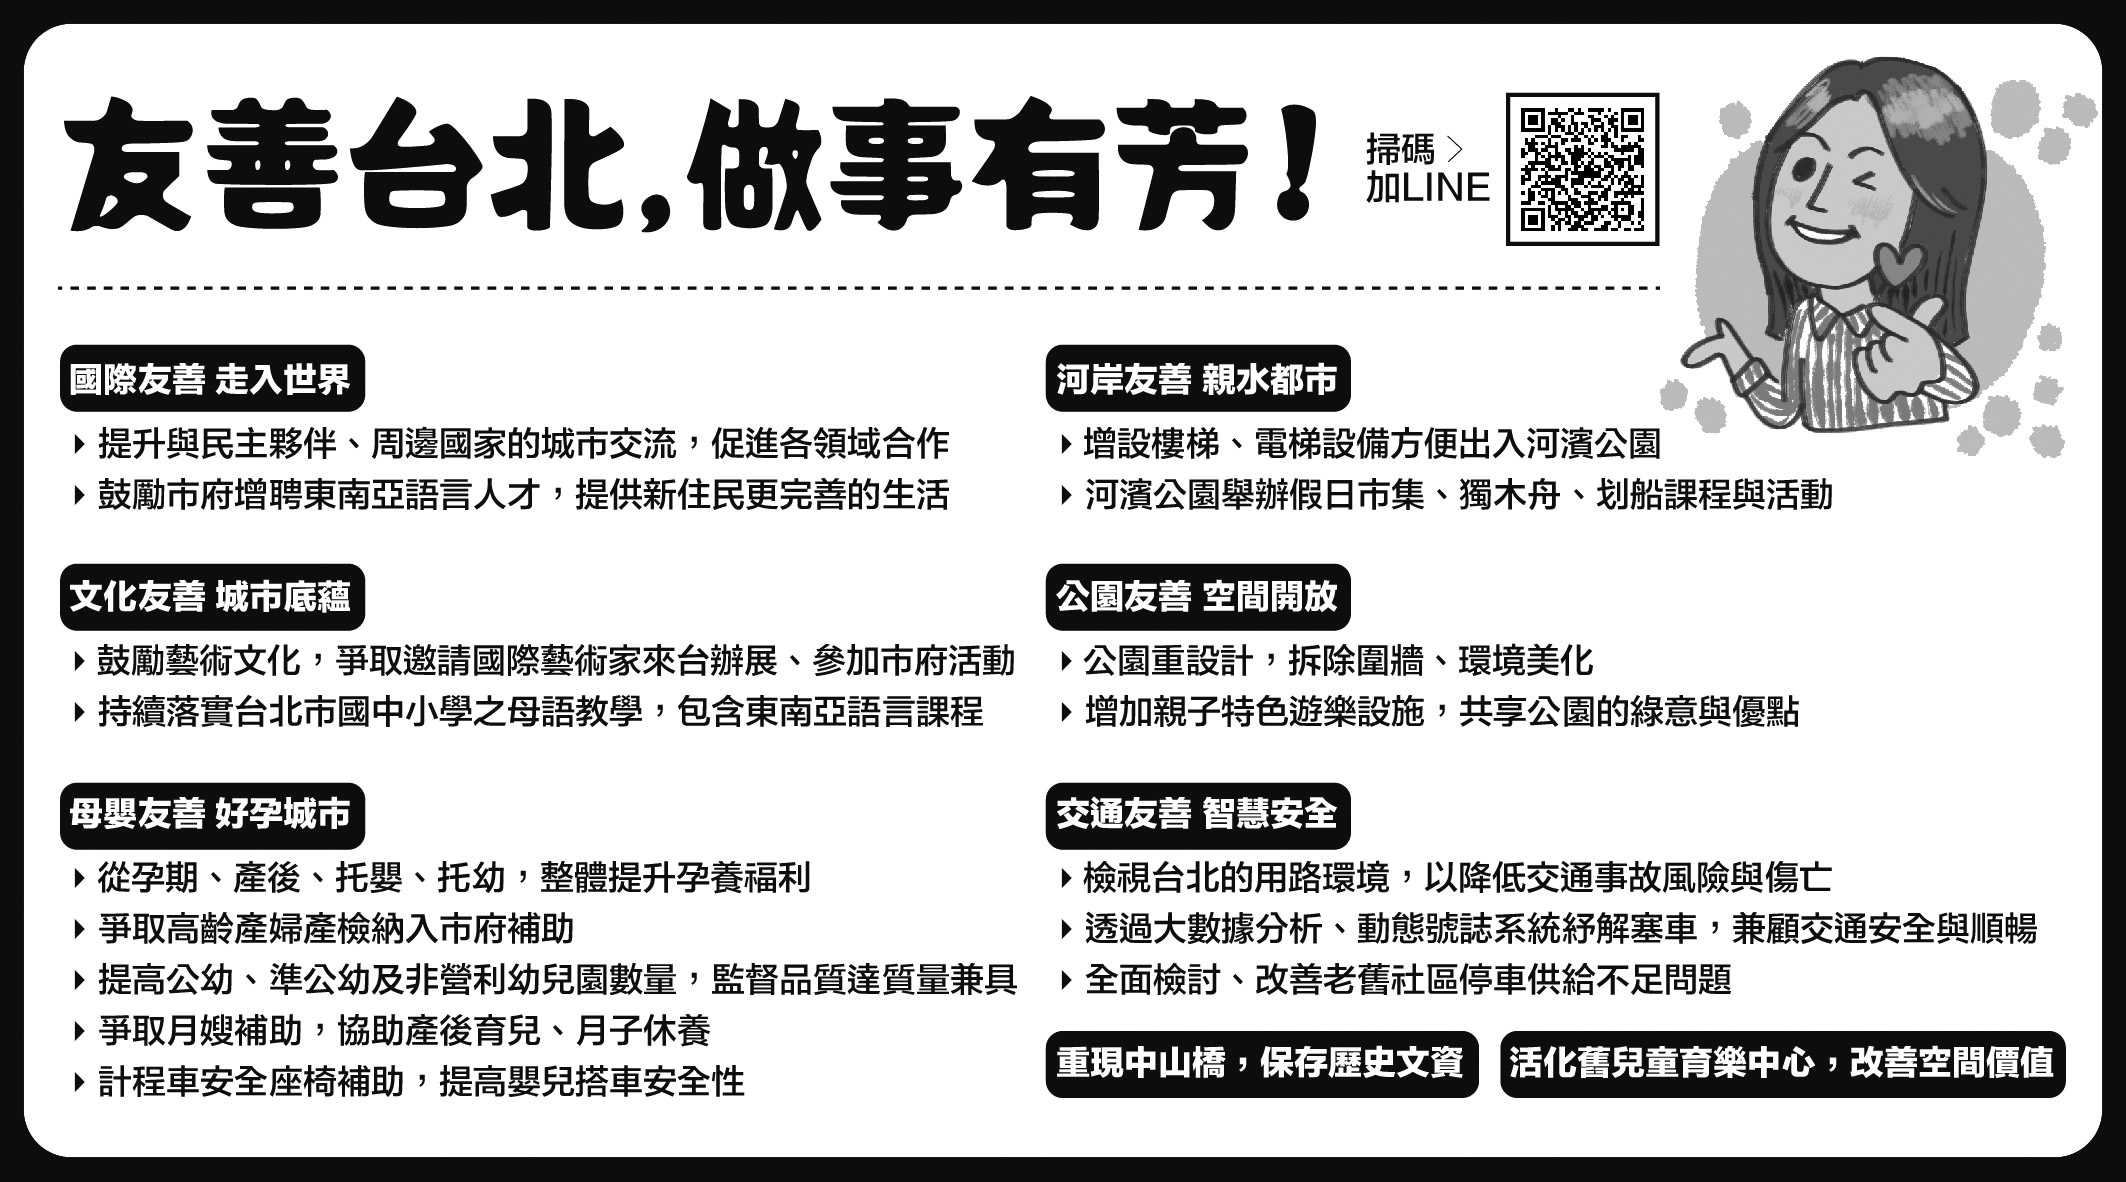 友善台北,做事有芳!
掃碼 >
加LINE
國際友善 走入世界
提升與民主夥伴、周邊國家的城市交流，促進各領域合作
鼓勵市府增聘東南亞語言人才，提供新住民更完善的生活
文化友善 城市底蘊
鼓勵藝術文化，爭取邀請國際藝術家來台辦展、參加市府活動
持續落實台北市國中小學之母語教學，包含東南亞語言課程
母嬰友善 好孕城市
從孕期、產後、托嬰、托幼，整體提升孕養福利
爭取高齡產婦產檢納入市府補助
提高公幼、準公幼及非營利幼兒園數量，監督品質達質量兼具
爭取月嫂補助，協助產後育兒、月子休養
計程車安全座椅補助，提高嬰兒搭車安全性
河岸友善 親水都市
增設樓梯、電梯設備方便出入河濱公園
河濱公園舉辦假日市集、獨木舟、划船課程與活動
公園友善 空間開放
公園重設計，拆除圍牆、環境美化
增加親子特色遊樂設施，共享公園的綠意與優點
交通友善 智慧安全
檢視台北的用路環境，以降低交通事故風險與傷亡
透過大數據分析、動態號誌系統紓解塞車，兼顧交通安全與順暢
全面檢討、改善老舊社區停車供給不足問題
重現中山橋，保存歷史文資
活化舊兒童育樂中心，改善空間價值